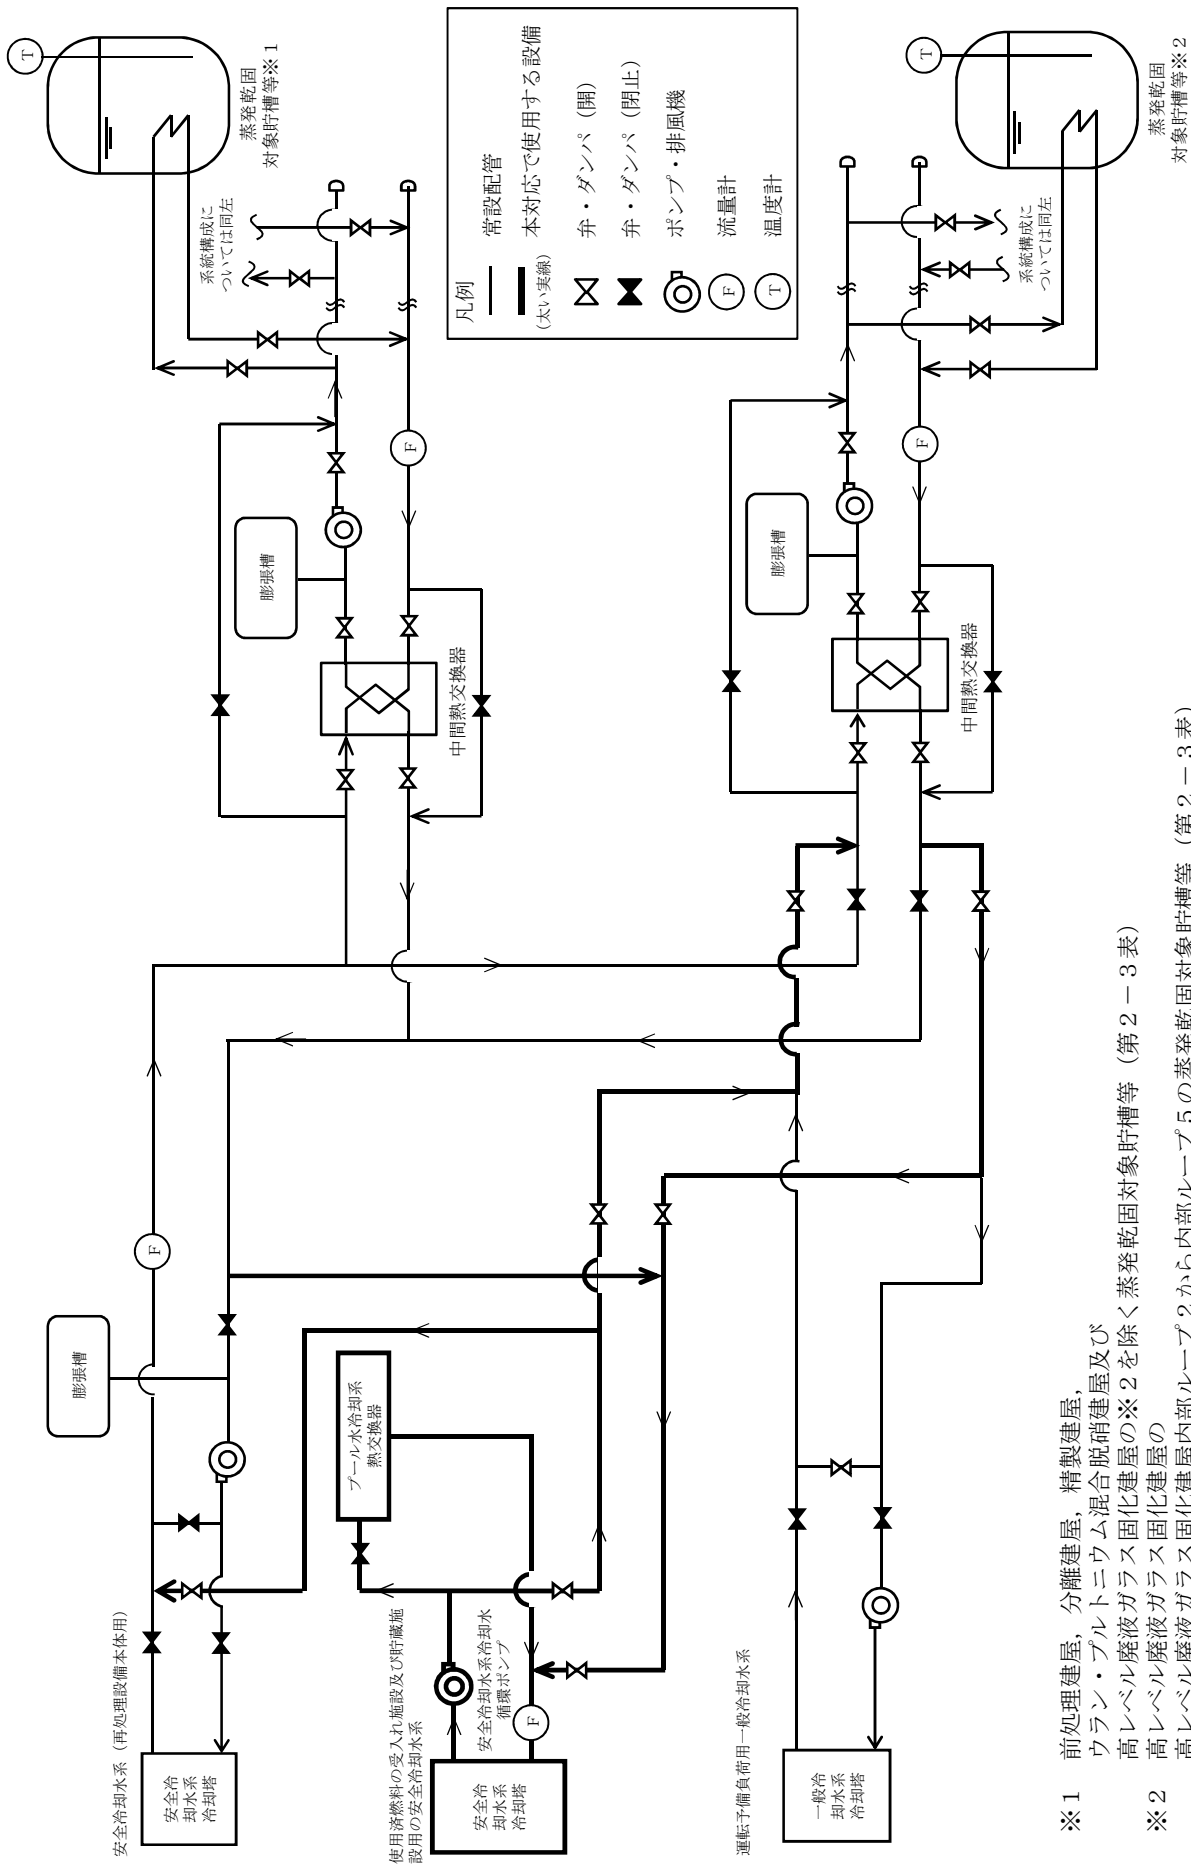 T
蒸発乾固
対象貯槽等※1
系統構成に
ついては同左
膨張槽
F
中間熱交換器
凡例
常設配管
本対応で使用する設備
(太い実線)
弁・ダンパ（開）
弁・ダンパ（閉止）
ポンプ・排風機
F
流量計
T
温度計
T
蒸発乾固
対象貯槽等※2
系統構成に
ついては同左
膨張槽
F
中間熱交換器
膨張槽
F
安全冷却水系（再処理設備本体用）
安全冷
却水系
冷却塔
プール水冷却系
熱交換器
使用済燃料の受入れ施設及び貯蔵施
設用の安全冷却水系
安全冷却水系冷却水
循環ポンプ
F
安全冷
却水系
冷却塔
運転予備負荷用一般冷却水系
一般冷
却水系
冷却塔
※1 前処理建屋，分離建屋，精製建屋，
ウラン・プルトニウム混合脱硝建屋及び
高レベル廃液ガラス固化建屋の※2を除く蒸発乾固対象貯槽等（第2－3表）
※2 高レベル廃液ガラス固化建屋の
高レベル廃液ガラス固化建屋内部ループ2から内部ループ5の蒸発乾固対象貯槽等（第2－3表）